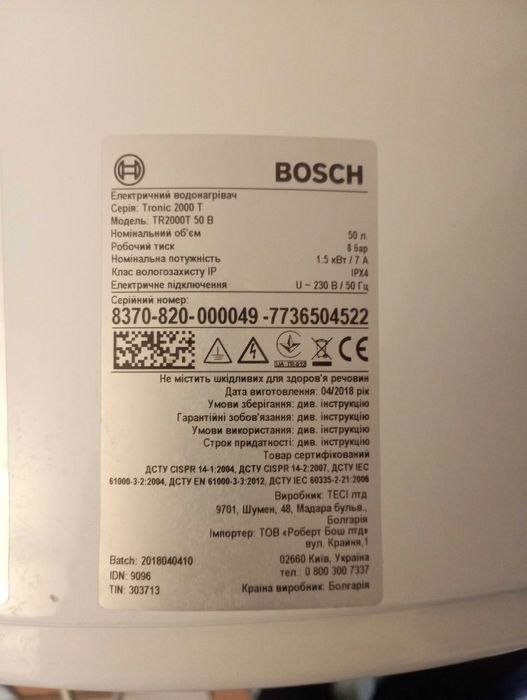 BOSCH
Електричний водонагрівач
Серія: Tronic 2000 T
Модель: TR2000T 50 B
Номінальний об'єм 50 л.
Робочий тиск 8 бар
Номінальна потужність 1.5 кВт / 7 А
Клас вологозахисту IP IPX4
Електричне підключення U ~ 230 В / 50 Гц
Серійний номер:
8370-820-000049 -7736504522
UA.TR.012
CE
Не містить шкідливих для здоров'я речовин
Дата виготовлення: 04/2018 рік
Умови зберігання: див. інструкцію
Гарантійні зобов'язання: див. інструкцію
Умови використання: див. інструкцію
Строк придатності: див. інструкцію
Товар сертифікований
ДСТУ CISPR 14-1:2004, ДСТУ CISPR 14-2:2007, ДСТУ IEC
61000-3-2:2004, ДСТУ EN 61000-3-3:2012, ДСТУ IEC 60335-2-21:2006
Виробник: ТЕСІ лтд
9701, Шумен, 48, Мадара бульв.,
Болгарія
Імпортер: ТОВ «Роберт Бош лтд»
вул. Крайня,1
Batch: 2018040410 02660 Київ, Україна
IDN: 9096 тел.: 0 800 300 7337
TIN: 303713 Країна виробник: Болгарія